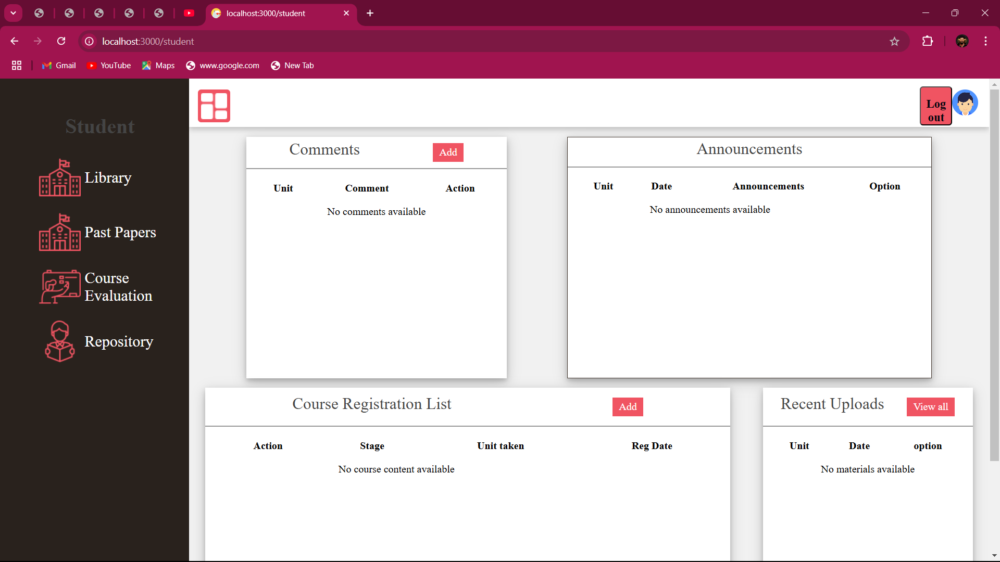 localhost:3000/student
localhost:3000/student
Gmail
YouTube
Maps
www.google.com
New Tab
Log
out
Student
Library
Past Papers
Course
Evaluation
Repository
Comments
Add
Unit Comment Action
No comments available
Announcements
Unit Date Announcements Option
No announcements available
Course Registration List
Add
Action Stage Unit taken Reg Date
No course content available
Recent Uploads
View all
Unit Date option
No materials available